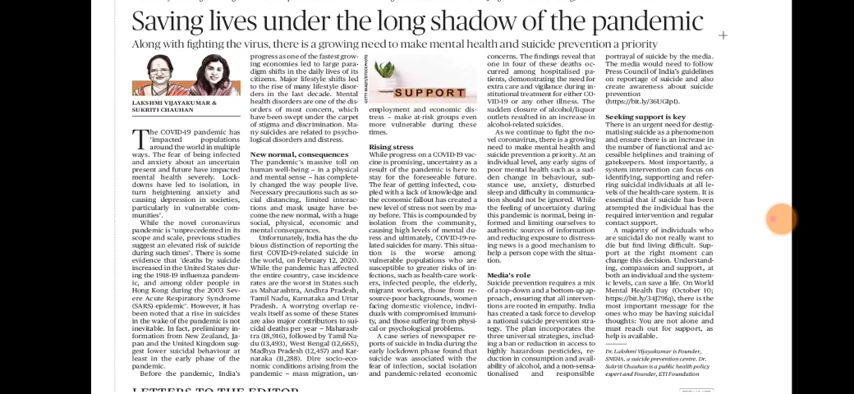 Saving lives under the long shadow of the pandemic
Along with fighting the virus, there is a growing need to make mental health and suicide prevention a priority
LAKSHMI VIJAYAKUMAR &
SUKRITI CHAUHAN
The COVID-19 pandemic has
'impacted populations
around the world in multiple
ways. The fear of being infected
and anxiety about an uncertain
present and future have impacted
mental health severely. Lock-
downs have led to isolation, in
turn heightening anxiety and
causing depression in societies,
particularly in vulnerable com
munities'.
While the novel coronavirus
pandemic is 'unprecedented in its
scope and scale, previous studies
suggest an elevated risk of suicide
during such times'. There is some
evidence that 'deaths by suicide
increased in the United States dur-
ing the 1918-19 influenza pandem-
ic, and among older people in
Hong Kong during the 2003 Sev-
ere Acute Respiratory Syndrome
(SARS) epidemic'. However, it has
been noted that a rise in suicides
in the wake of the pandemic is not
inevitable. In fact, preliminary in-
formation from New Zealand, Ja-
pan and the United Kingdom sug-
gest lower suicidal behaviour at
least in the early phase of the
pandemic.
Before the pandemic, India's
progress as one of the fastest grow-
ing economies led to large para-
digm shifts in the daily lives of its
citizens. Major lifestyle shifts led
to the rise of many lifestyle disor-
ders in the last decade. Mental
health disorders are one of the dis-
orders of most concern, which
have been swept under the carpet
of stigma and discrimination. Ma-
ny suicides are related to psycho-
logical disorders and distress.
New normal, consequences
The pandemic's massive toll on
human well-being – in a physical
and mental sense – has complete-
ly changed the way people live.
Necessary precautions such as so-
cial distancing, limited interac-
tions and mask usage have be-
come the new normal, with a huge
social, physical, economic and
mental consequences.
Unfortunately, India has the du-
bious distinction of reporting the
first COVID-19-related suicide in
the world, on February 12, 2020.
While the pandemic has affected
the entire country, case incidence
rates are the worst in States such
as Maharashtra, Andhra Pradesh,
Tamil Nadu, Karnataka and Uttar
Pradesh. A worrying overlap re-
veals itself as some of these States
are also major contributors to sui-
cidal deaths per year – Maharash-
tra (18,916), followed by Tamil Na-
du (13,493), West Bengal (12,665),
Madhya Pradesh (12,457) and Kar-
nataka (11,288). Dire socio-eco-
nomic conditions arising from the
pandemic – mass migration, un-
SUPPORT
employment and economic dis-
tress – make at-risk groups even
more vulnerable during these
times.
Rising stress
While progress on a COVID-19 vac-
cine is promising, uncertainty as a
result of the pandemic is here to
stay for the foreseeable future.
The fear of getting infected, cou-
pled with a lack of knowledge and
the economic fallout has created a
new level of stress not seen by ma-
ny before. This is compounded by
isolation from the community,
causing high levels of mental du-
ress and ultimately, COVID-19-re-
lated suicides for many. This situa-
tion is the worse among
vulnerable populations who are
susceptible to greater risks of in-
fections, such as health-care work-
ers, infected people, the elderly,
migrant workers, those from re-
source-poor backgrounds, women
facing domestic violence, individ-
uals with compromised immuni-
ty, and those suffering from physi-
cal or psychological problems.
A case series of newspaper re-
ports of suicide in India during the
early lockdown phase found that
suicide was associated with the
fear of infection, social isolation
and pandemic-related economic
concerns. The findings reveal that
one in four of these deaths oc-
curred among hospitalised pa-
tients, demonstrating the need for
extra care and vigilance during in-
stitutional treatment for either CO-
VID-19 or any other illness. The
sudden closure of alcohol/liquor
outlets resulted in an increase in
alcohol-related suicides.
As we continue to fight the no-
vel coronavirus, there is a growing
need to make mental health and
suicide prevention a priority. At an
individual level, any early signs of
poor mental health such as a sud-
den change in behaviour, sub-
stance use, anxiety, disturbed
sleep and difficulty in communica-
tion should not be ignored. While
the feeling of uncertainty during
this pandemic is normal, being in-
formed and limiting ourselves to
authentic sources of information
and reducing exposure to distress-
ing news is a good mechanism to
help a person cope with the situa-
tion.
Media's role
Suicide prevention requires a mix
of a top-down and a bottom-up ap-
proach, ensuring that all interven-
tions are rooted in empathy. India
has created a task force to develop
a national suicide prevention stra-
tegy. The plan incorporates the
three universal strategies, includ-
ing a ban or reduction in access to
highly hazardous pesticides, re-
duction in consumption and avail-
ability of alcohol, and a non-sensa-
tionalised and responsible
portrayal of suicide by the media.
The media would need to follow
Press Council of India's guidelines
on reportage of suicide and also
create awareness about suicide
prevention
(https://bit.ly/36UGIpI).
Seeking support is key
There is an urgent need for destig-
matising suicide as a phenomenon
and ensure there is an increase in
the number of functional and ac-
cessible helplines and training of
gatekeepers. Most importantly, a
system intervention can focus on
identifying, supporting and refer-
ring suicidal individuals at all le-
vels of the health-care system. It is
essential that if suicide has been
attempted the individual has the
required intervention and regular
contact support.
A majority of individuals who
are suicidal do not really want to
die but find living difficult. Sup-
port at the right moment can
change this decision. Understand-
ing, compassion and support, at
both an individual and the system-
ic levels, can save a life. On World
Mental Health Day (October 10;
there is the most
important message for the
ones who may be having suicidal
thoughts: You are not alone and
must reach out for support, as
help is available.
Dr. Lakshmi Vijayakumar is Founder,
SNEHA, a suicide prevention centre. Dr.
Sukriti Chauhan is a public health policy
expert and Founder, ETI Foundation
LETTERS TO THE EDITOR